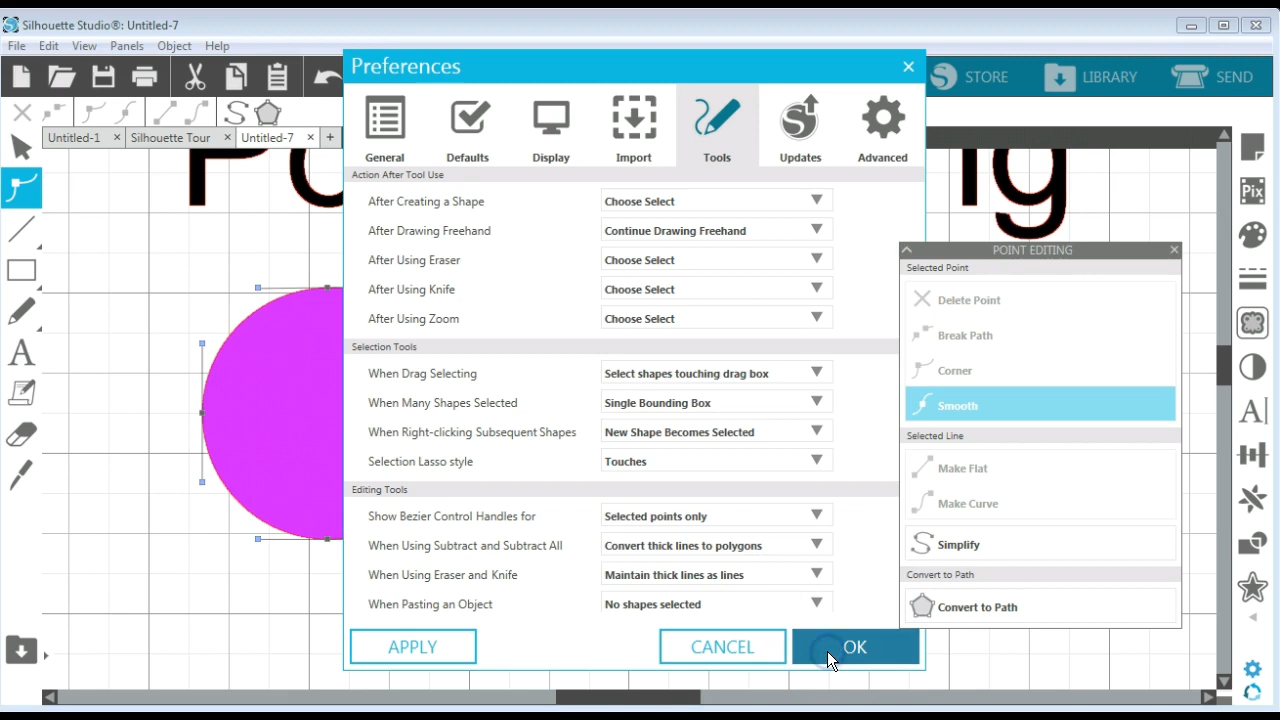 Silhouette Studio®: Untitled-7
File Edit View Panels Object Help
STORE LIBRARY SEND
Untitled-1 Silhouette Tour Untitled-7
Preferences
General Defaults Display Import Tools Updates Advanced
Action After Tool Use
After Creating a Shape Choose Select
After Drawing Freehand Continue Drawing Freehand
After Using Eraser Choose Select
After Using Knife Choose Select
After Using Zoom Choose Select
Selection Tools
When Drag Selecting Select shapes touching drag box
When Many Shapes Selected Single Bounding Box
When Right-clicking Subsequent Shapes New Shape Becomes Selected
Selection Lasso style Touches
Editing Tools
Show Bezier Control Handles for Selected points only
When Using Subtract and Subtract All Convert thick lines to polygons
When Using Eraser and Knife Maintain thick lines as lines
When Pasting an Object No shapes selected
APPLY CANCEL OK
POINT EDITING
Selected Point
Delete Point
Break Path
Corner
Smooth
Selected Line
Make Flat
Make Curve
Simplify
Convert to Path
Convert to Path
Pix